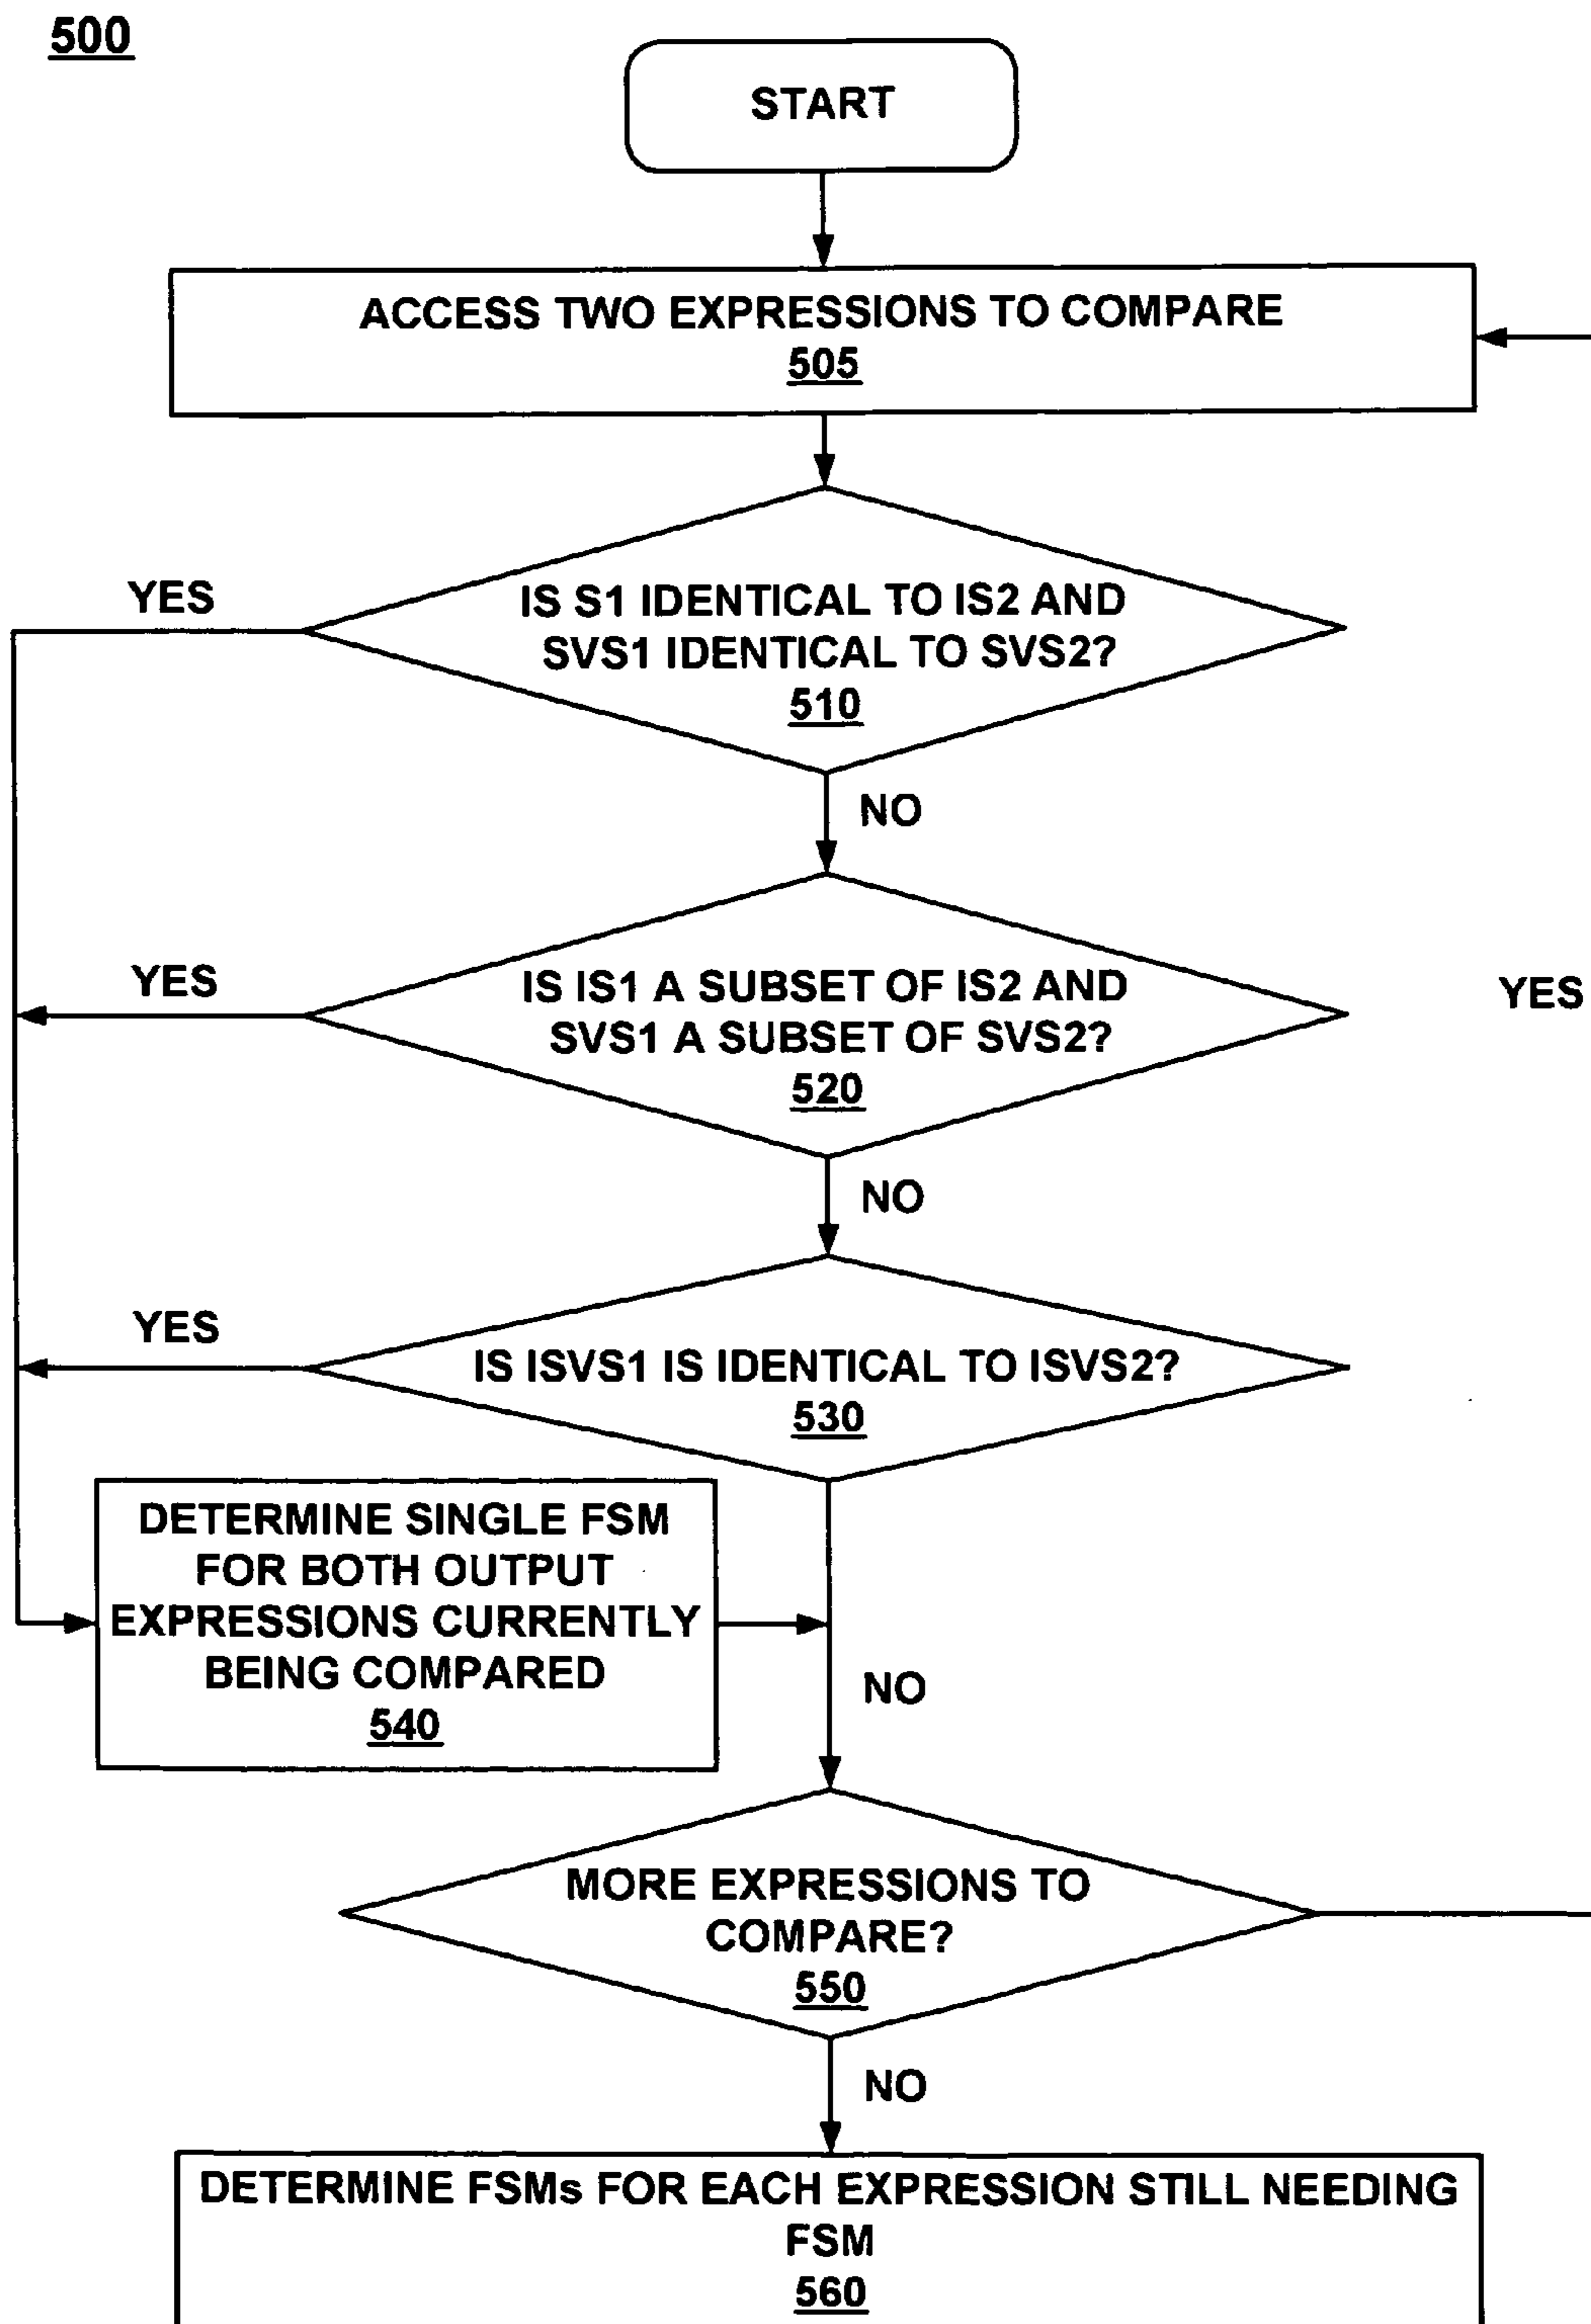 500
START
ACCESS TWO EXPRESSIONS TO COMPARE
505
YES
IS S1 IDENTICAL TO IS2 AND
SVS1 IDENTICAL TO SVS2?
510
NO
YES
IS IS1 A SUBSET OF IS2 AND
SVS1 A SUBSET OF SVS2?
520
YES
NO
YES
IS ISVS1 IS IDENTICAL TO ISVS2?
530
DETERMINE SINGLE FSM
FOR BOTH OUTPUT
EXPRESSIONS CURRENTLY
BEING COMPARED
540
NO
MORE EXPRESSIONS TO
COMPARE?
550
NO
DETERMINE FSMs FOR EACH EXPRESSION STILL NEEDING
FSM
560